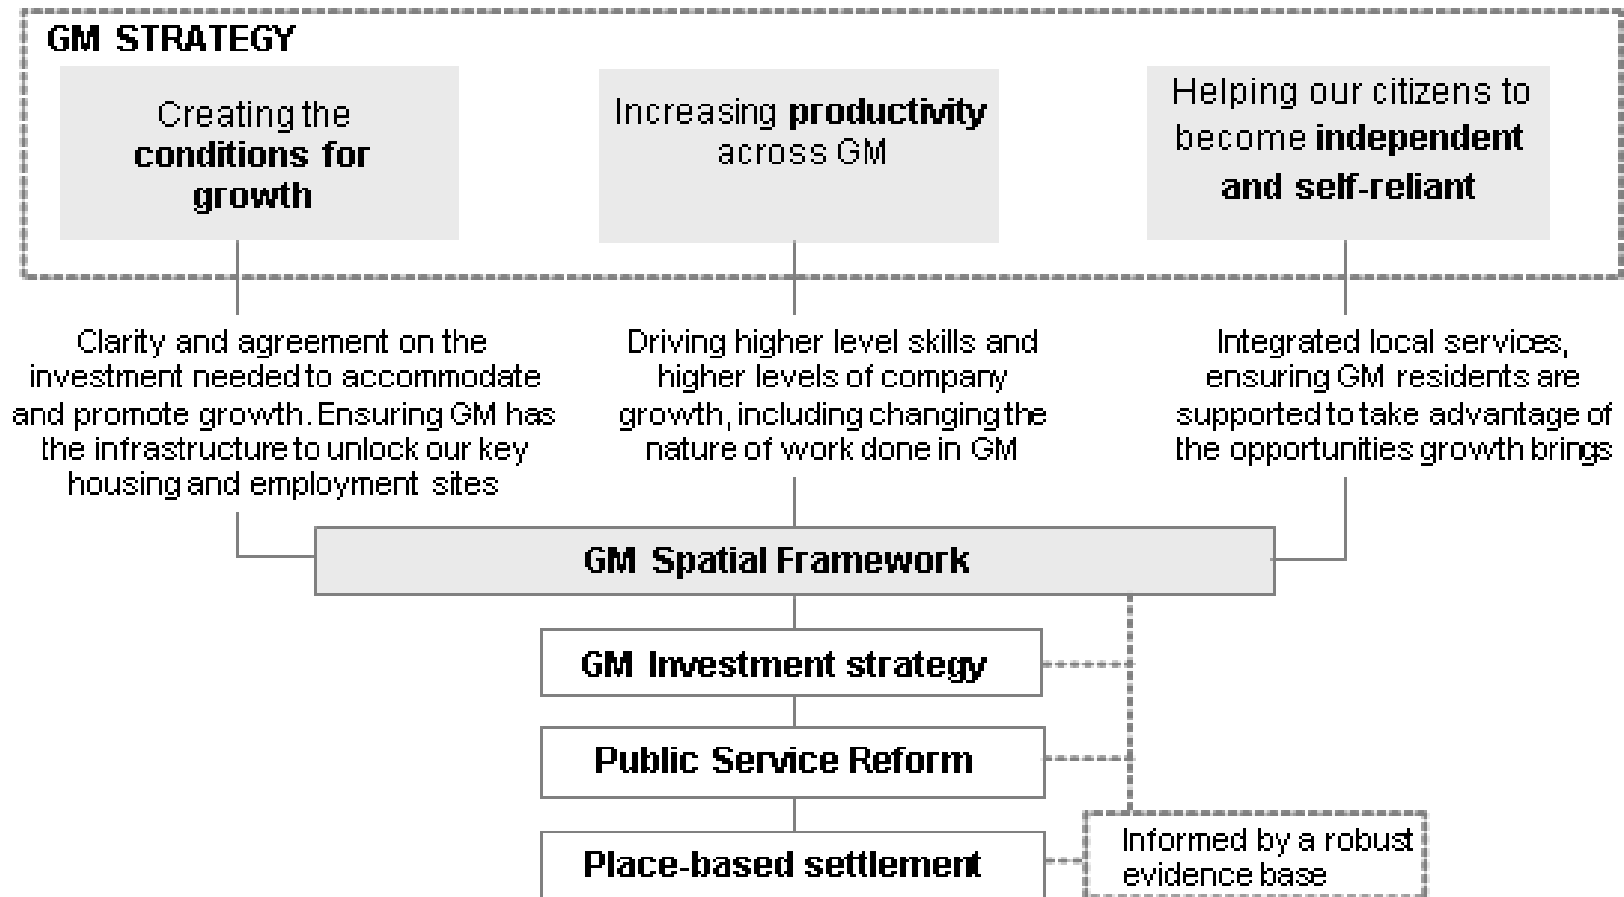 GM STRATEGY
Creating the
conditions for
growth
Increasing productivity
across GM
Helping our citizens to
become independent
and self-reliant
Clarity and agreement on the
investment needed to accommodate
and promote growth. Ensuring GM has
the infrastructure to unlock our key
housing and employment sites
Driving higher level skills and
higher levels of company
growth, including changing the
nature of work done in GM
Integrated local services,
ensuring GM residents are
supported to take advantage of
the opportunities growth brings
GM Spatial Framework
GM Investment strategy
Public Service Reform
Place-based settlement
Informed by a robust
evidence base